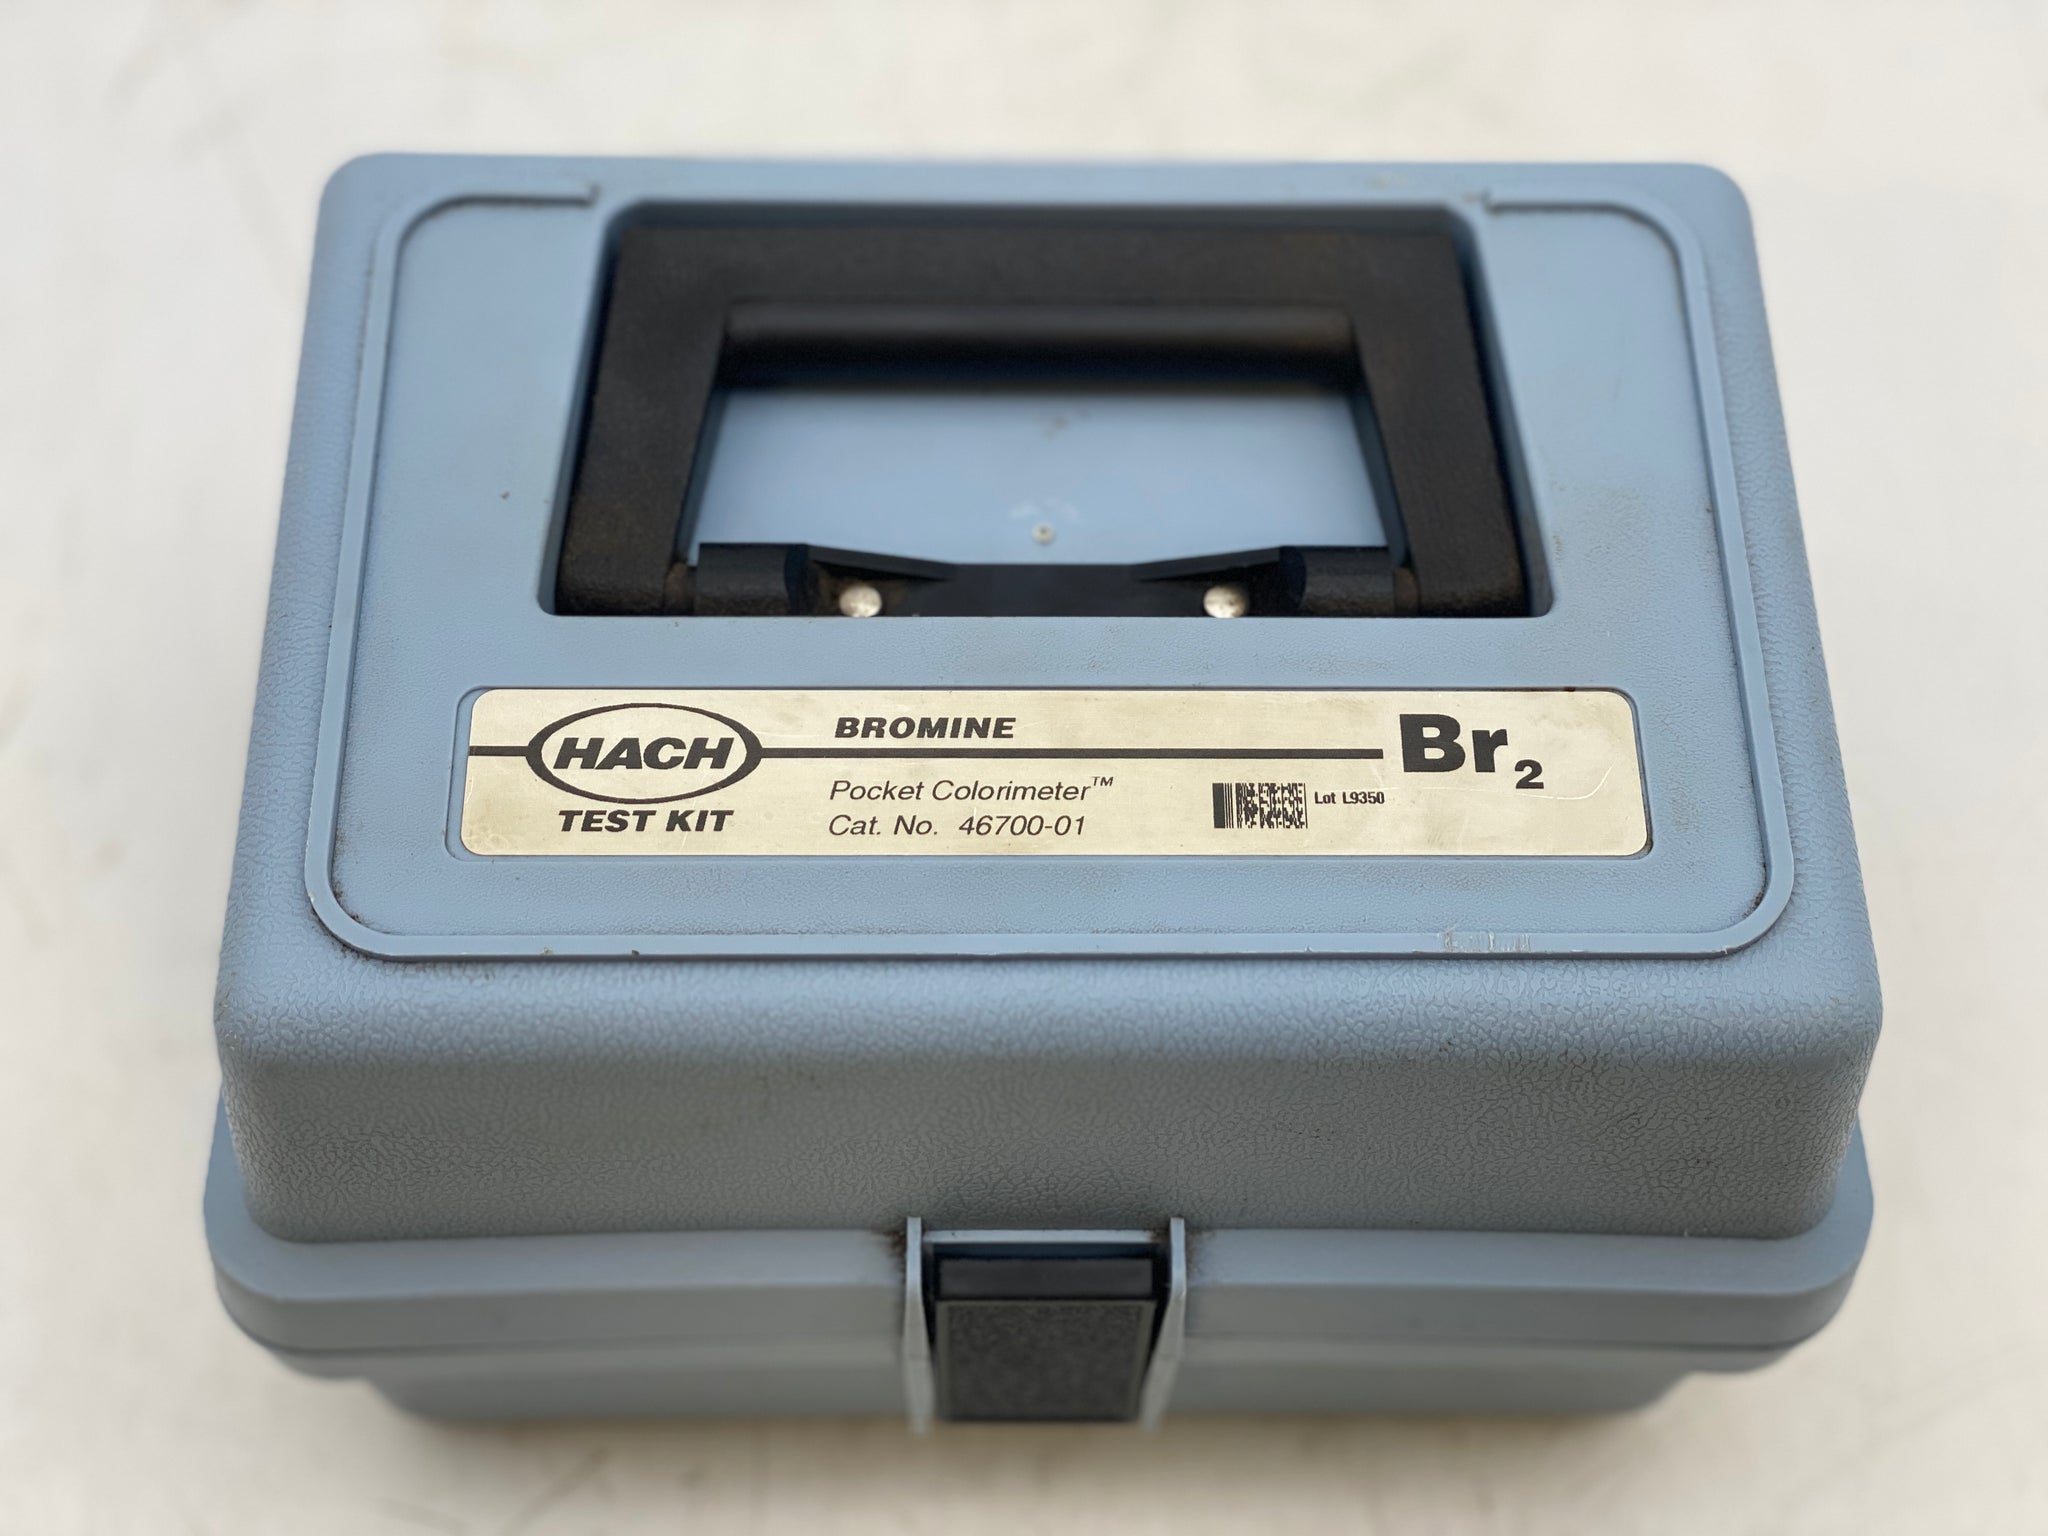 HACH
TEST KIT
BROMINE
Pocket Colorimeter™
Cat. No. 46700-01
Lot L9350
Br₂